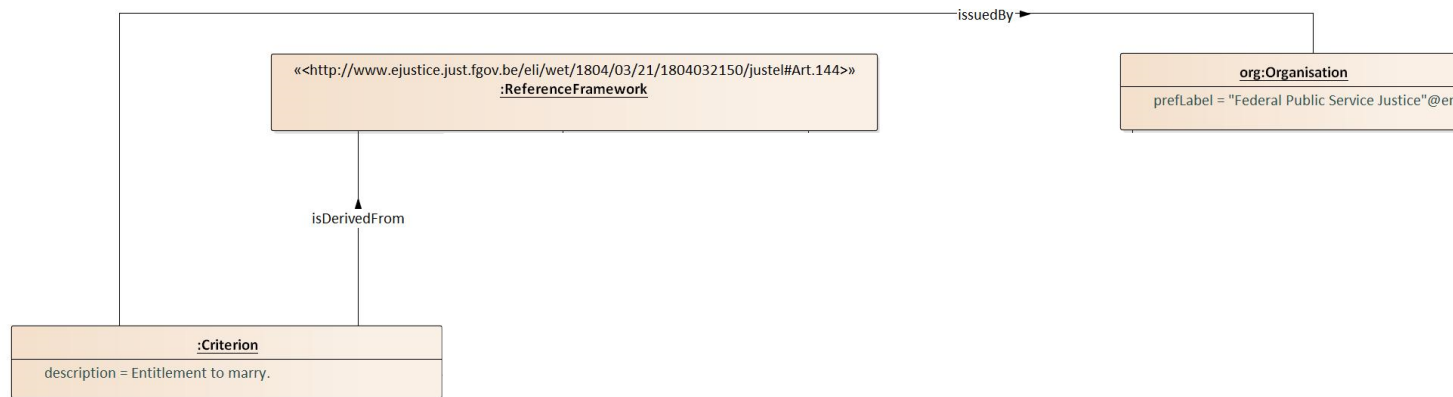 issuedBy
«<http://www.ejustice.just.fgov.be/eli/wet/1804/03/21/1804032150/justel#Art.144>»
:ReferenceFramework
org:Organisation
prefLabel = "Federal Public Service Justice"@en
isDerivedFrom
:Criterion
description = Entitlement to marry.